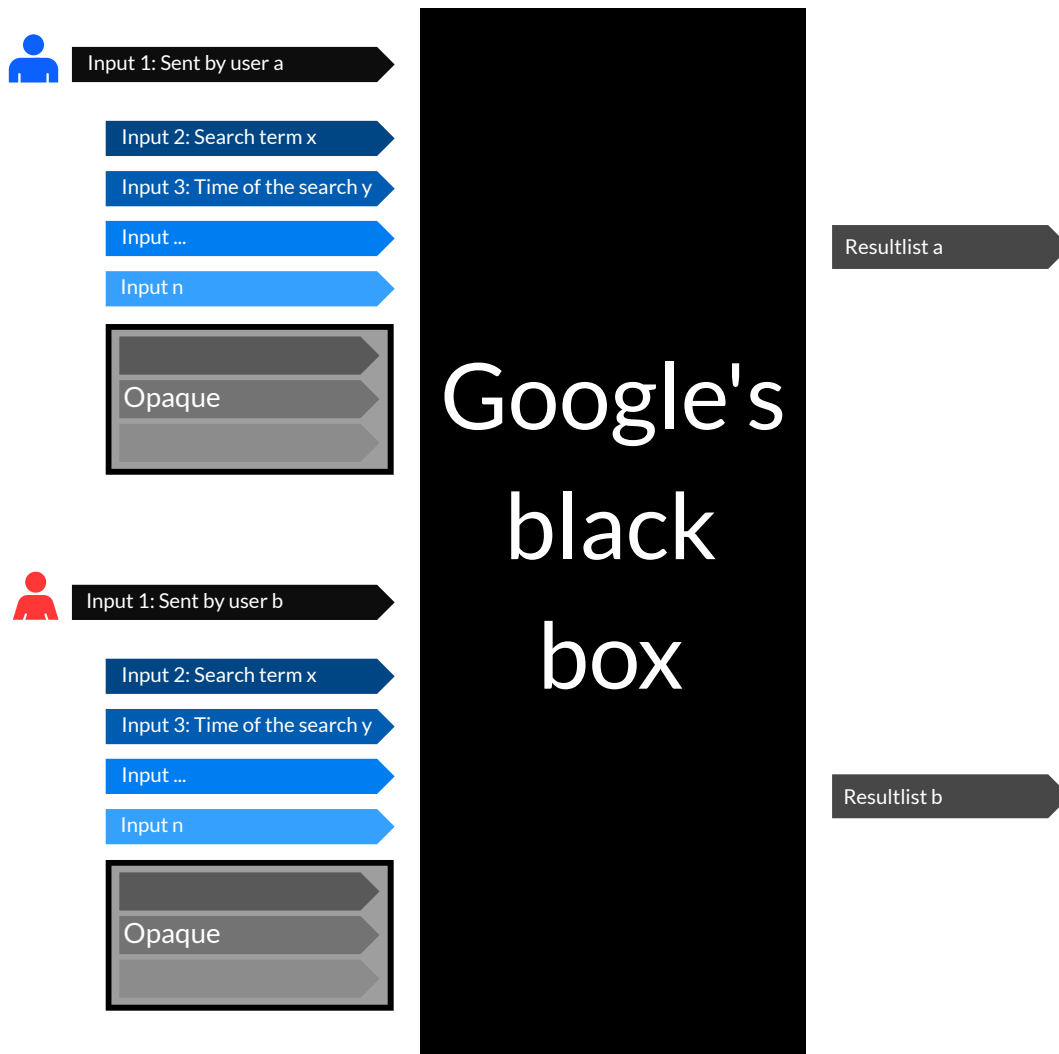 Input 1: Sent by user a
Input 2: Search term x
Input 3: Time of the search y
Input ...
Input n
Opaque
Input 1: Sent by user b
Input 2: Search term x
Input 3: Time of the search y
Input ...
Input n
Opaque
Google's
black
box
Resultlist a
Resultlist b